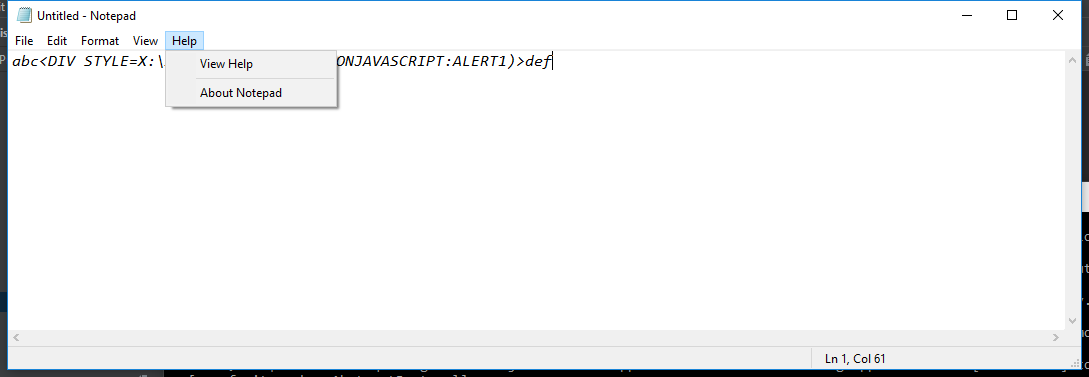 Untitled - Notepad
File Edit Format View Help
abc<DIV STYLE=X:\ ONJAVASCRIPT:ALERT1)>def
View Help
About Notepad
Ln 1, Col 61